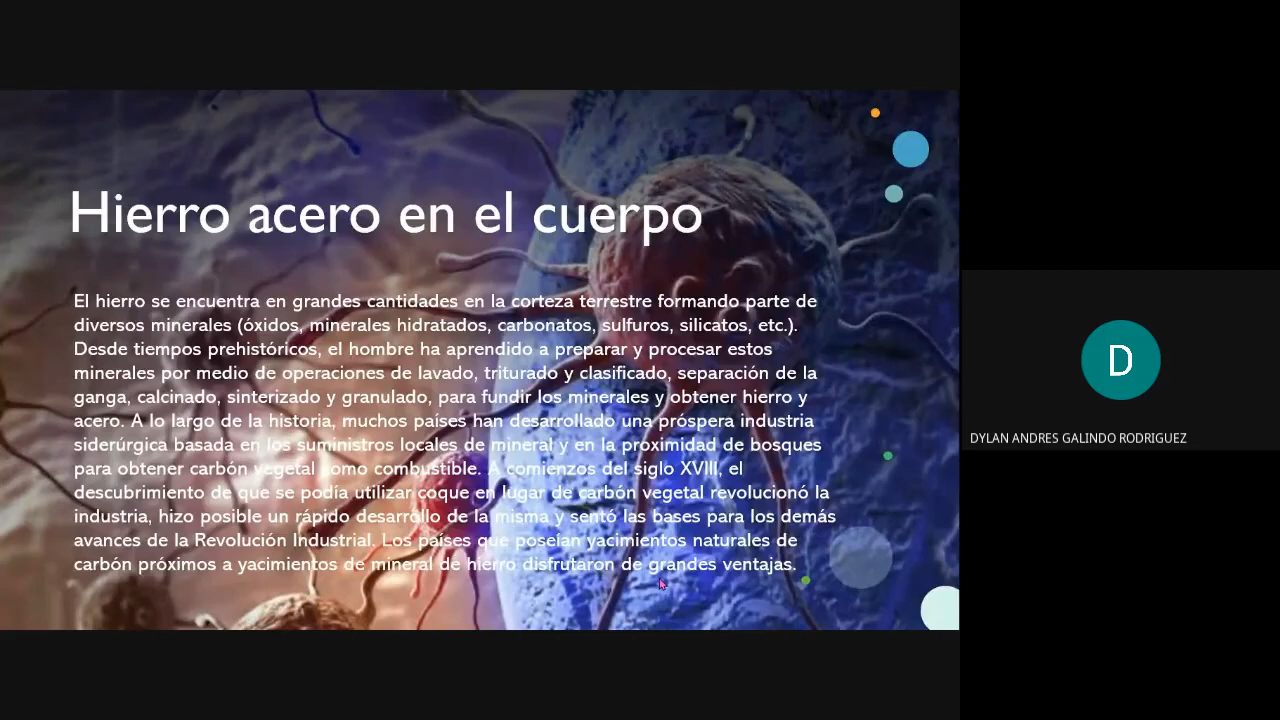 Hierro acero en el cuerpo
El hierro se encuentra en grandes cantidades en la corteza terrestre formando parte de
diversos minerales (óxidos, minerales hidratados, carbonatos, sulfuros, silicatos, etc.).
Desde tiempos prehistóricos, el hombre ha aprendido a preparar y procesar estos
minerales por medio de operaciones de lavado, triturado y clasificado, separación de la
ganga, calcinado, sinterizado y granulado, para fundir los minerales y obtener hierro y
acero. A lo largo de la historia, muchos países han desarrollado una próspera industria
siderúrgica basada en los suministros locales de mineral y en la proximidad de bosques
para obtener carbón vegetal como combustible. A comienzos del siglo XVIII, el
descubrimiento de que se podía utilizar coque en lugar de carbón vegetal revolucionó la
industria, hizo posible un rápido desarrollo de la misma y sentó las bases para los demás
avances de la Revolución Industrial. Los países que poseían yacimientos naturales de
carbón próximos a yacimientos de mineral de hierro disfrutaron de grandes ventajas.
D
DYLAN ANDRES GALINDO RODRIGUEZ